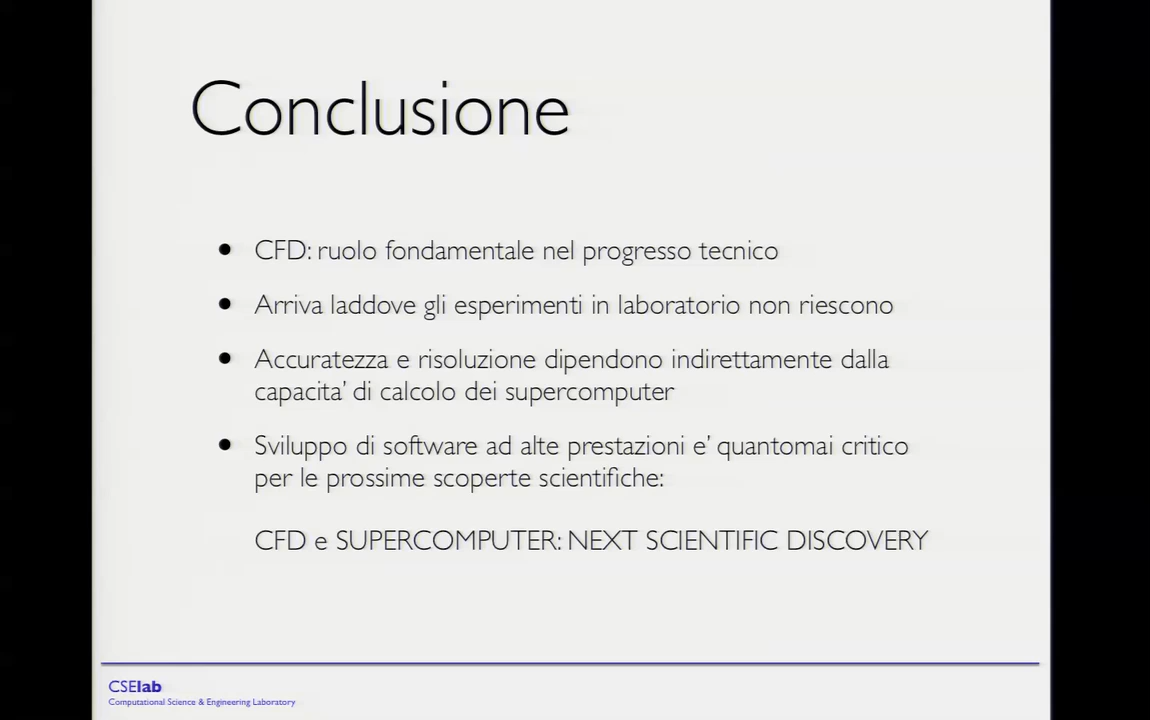 Conclusione
• CFD: ruolo fondamentale nel progresso tecnico
• Arriva laddove gli esperimenti in laboratorio non riescono
• Accuratezza e risoluzione dipendono indirettamente dalla
capacita' di calcolo dei supercomputer
• Sviluppo di software ad alte prestazioni e' quantomai critico
per le prossime scoperte scientifiche:
CFD e SUPERCOMPUTER: NEXT SCIENTIFIC DISCOVERY
CSElab
Computational Science & Engineering Laboratory